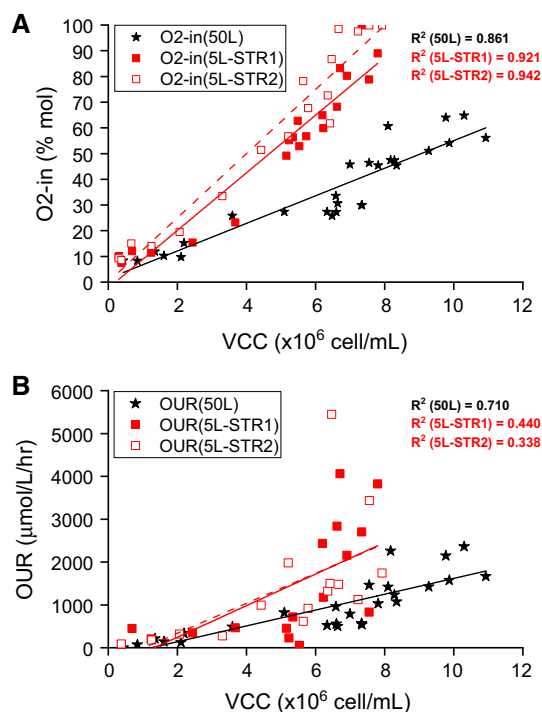 A
O2-in(50L)
O2-in(5L-STR1)
O2-in(5L-STR2)
R² (50L) = 0.861
R² (5L-STR1) = 0.921
R² (5L-STR2) = 0.942
100
90
80
70
60
50
40
30
20
10
0
O2-in (% mol)
0 2 4 6 8 10 12
VCC (x10⁶ cell/mL)
B
OUR(50L)
OUR(5L-STR1)
OUR(5L-STR2)
R² (50L) = 0.710
R² (5L-STR1) = 0.440
R² (5L-STR2) = 0.338
6000
5000
4000
3000
2000
1000
0
OUR (µmol/L/hr)
0 2 4 6 8 10 12
VCC (x10⁶ cell/mL)